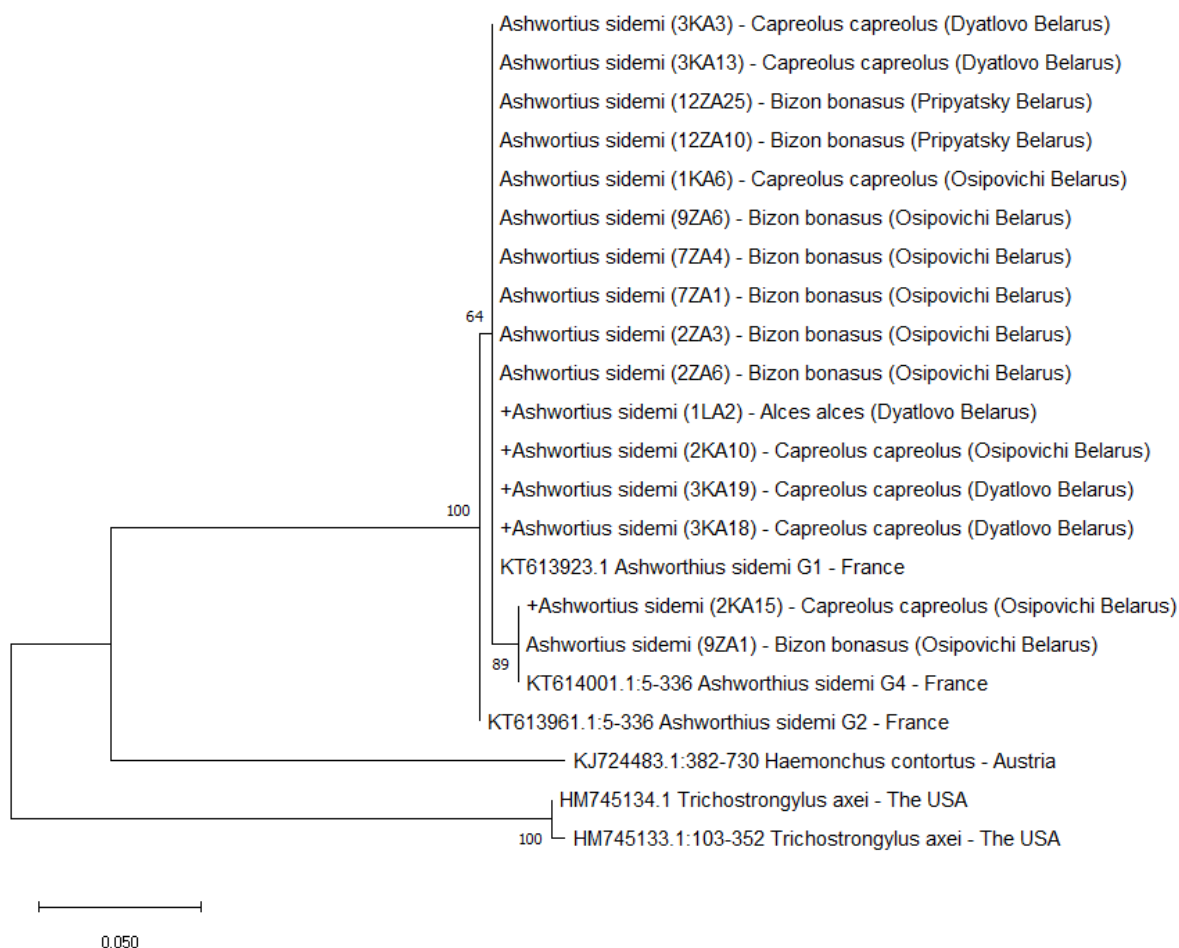 Ashwortius sidemi (3KA3) - Capreolus capreolus (Dyatlovo Belarus)
Ashwortius sidemi (3KA13) - Capreolus capreolus (Dyatlovo Belarus)
Ashwortius sidemi (12ZA25) - Bizon bonasus (Pripyatsky Belarus)
Ashwortius sidemi (12ZA10) - Bizon bonasus (Pripyatsky Belarus)
Ashwortius sidemi (1KA6) - Capreolus capreolus (Osipovichi Belarus)
Ashwortius sidemi (9ZA6) - Bizon bonasus (Osipovichi Belarus)
Ashwortius sidemi (7ZA4) - Bizon bonasus (Osipovichi Belarus)
Ashwortius sidemi (7ZA1) - Bizon bonasus (Osipovichi Belarus)
64
Ashwortius sidemi (2ZA3) - Bizon bonasus (Osipovichi Belarus)
Ashwortius sidemi (2ZA6) - Bizon bonasus (Osipovichi Belarus)
+Ashwortius sidemi (1LA2) - Alces alces (Dyatlovo Belarus)
+Ashwortius sidemi (2KA10) - Capreolus capreolus (Osipovichi Belarus)
+Ashwortius sidemi (3KA19) - Capreolus capreolus (Dyatlovo Belarus)
100
+Ashwortius sidemi (3KA18) - Capreolus capreolus (Dyatlovo Belarus)
KT613923.1 Ashworthius sidemi G1 - France
+Ashwortius sidemi (2KA15) - Capreolus capreolus (Osipovichi Belarus)
Ashwortius sidemi (9ZA1) - Bizon bonasus (Osipovichi Belarus)
89
KT614001.1:5-336 Ashworthius sidemi G4 - France
KT613961.1:5-336 Ashworthius sidemi G2 - France
KJ724483.1:382-730 Haemonchus contortus - Austria
HM745134.1 Trichostrongylus axei - The USA
100
HM745133.1:103-352 Trichostrongylus axei - The USA
0.050